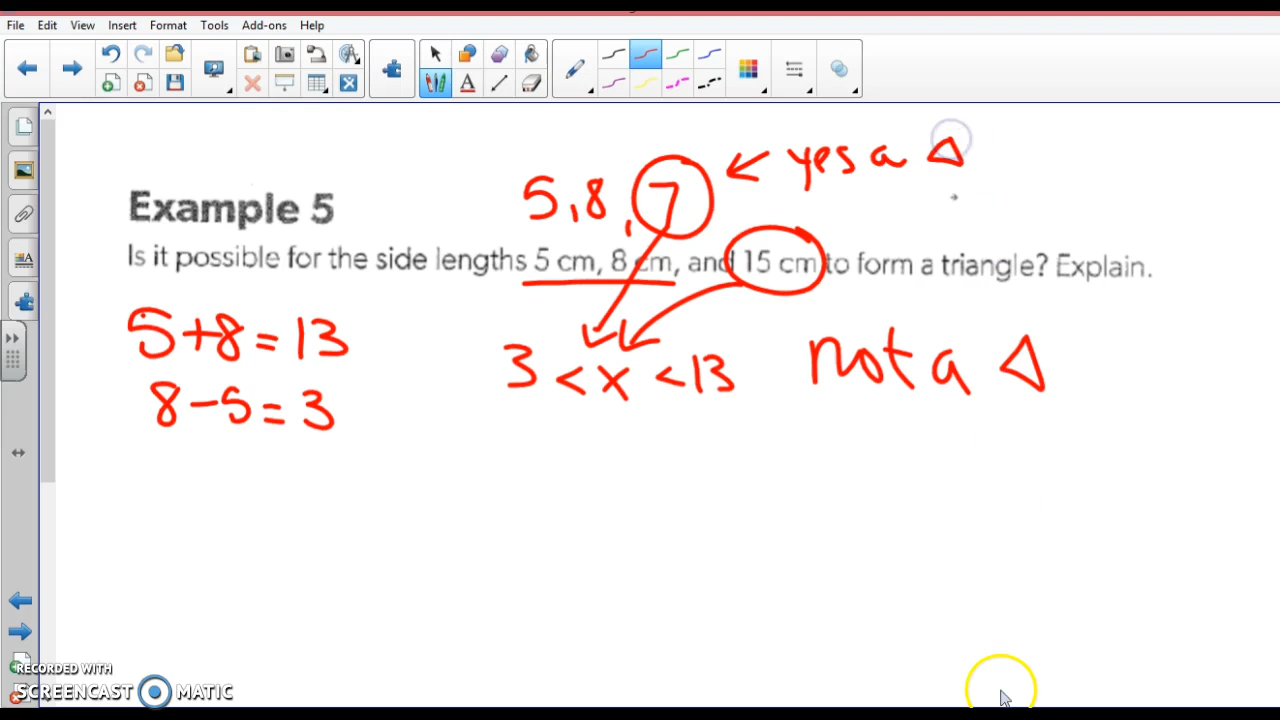 File Edit View Insert Format Tools Add-ons Help
5, 8, 7 ← yes a △
Example 5
Is it possible for the side lengths 5 cm, 8 cm, and 15 cm to form a triangle? Explain.
5+8=13
3 < x < 13 not a △
8-5=3
RECORDED WITH
SCREENCAST MATIC